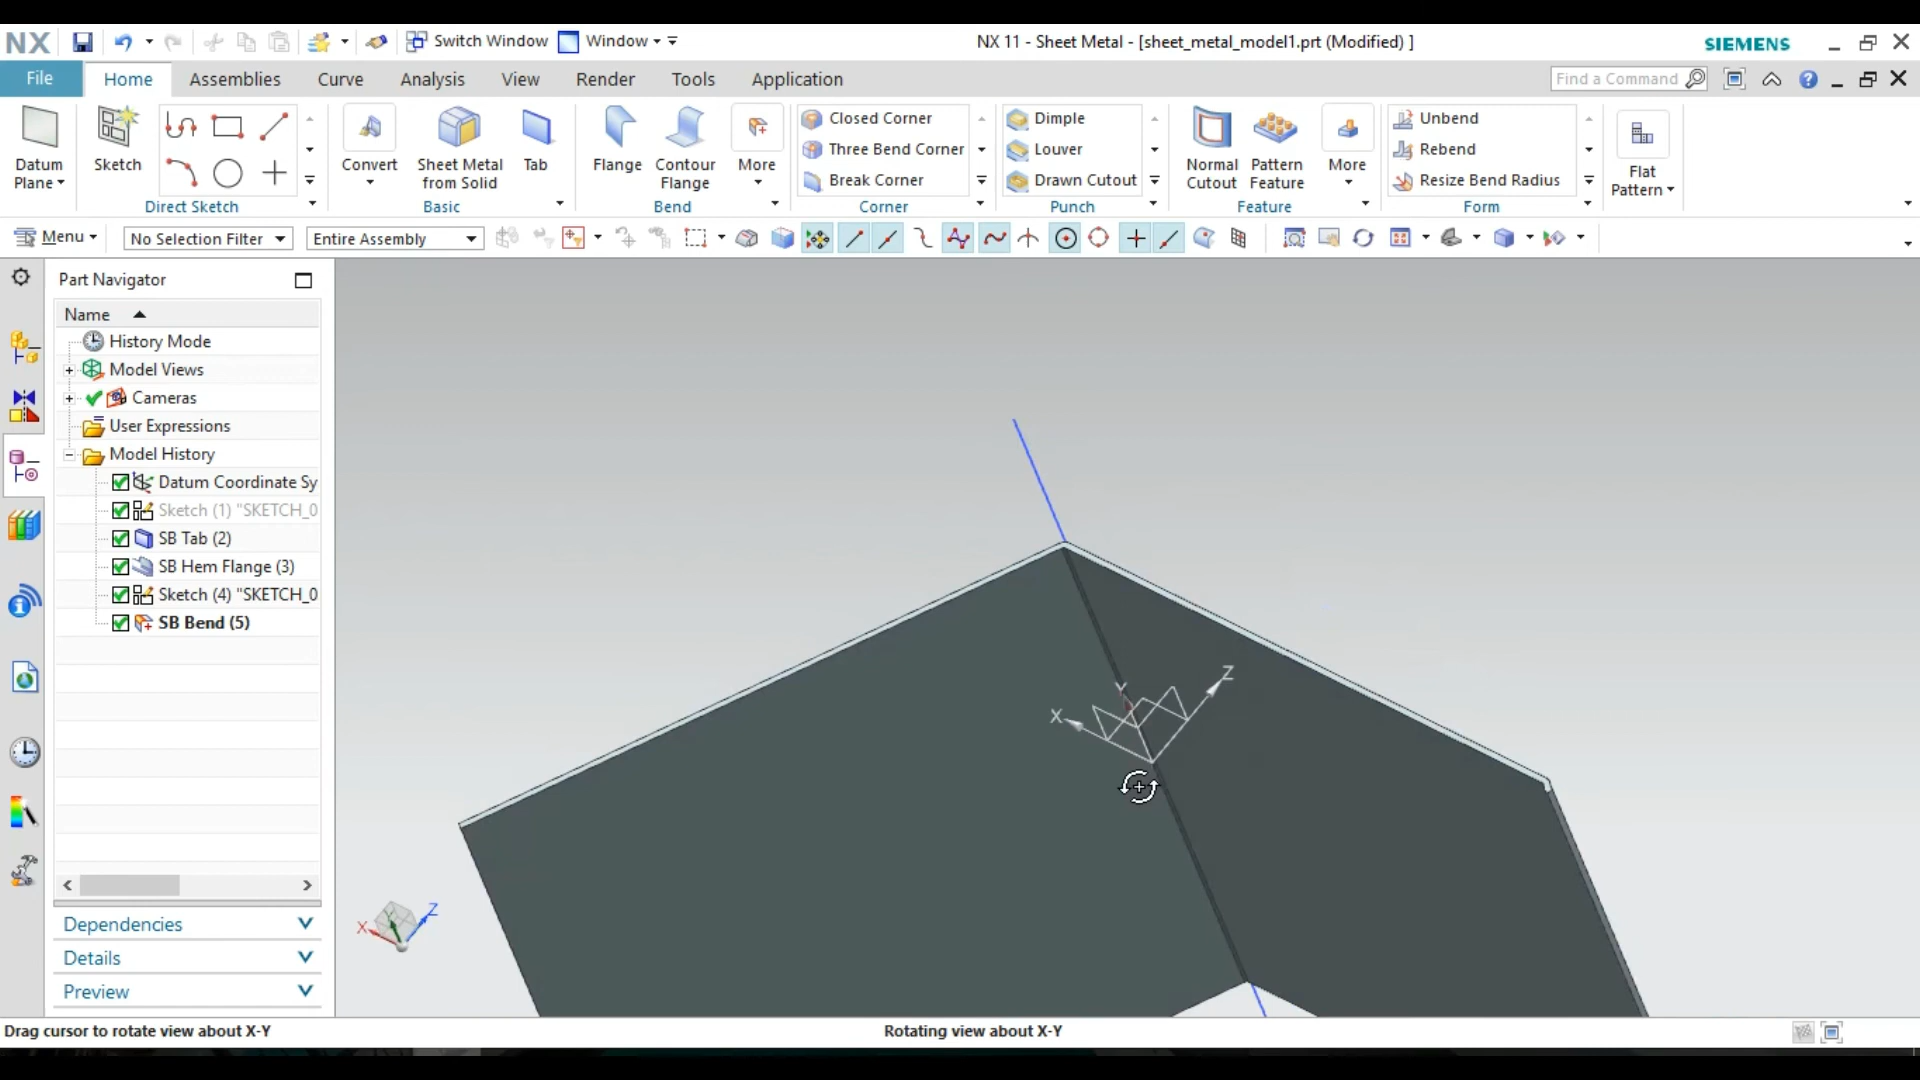 NX
Switch Window
Window
NX 11 - Sheet Metal - [sheet_metal_model1.prt (Modified) ]
SIEMENS
File
Home
Assemblies
Curve
Analysis
View
Render
Tools
Application
Find a Command
Datum
Plane
Sketch
Direct Sketch
Convert
Sheet Metal
from Solid
Tab
Basic
Flange
Contour
Flange
More
Bend
Closed Corner
Three Bend Corner
Break Corner
Corner
Dimple
Louver
Drawn Cutout
Punch
Normal
Cutout
Pattern
Feature
More
Feature
Unbend
Rebend
Resize Bend Radius
Form
Flat
Pattern
Menu
No Selection Filter
Entire Assembly
Part Navigator
Name
History Mode
Model Views
Cameras
User Expressions
Model History
Datum Coordinate Sy
Sketch (1) "SKETCH_0
SB Tab (2)
SB Hem Flange (3)
Sketch (4) "SKETCH_0
SB Bend (5)
Dependencies
Details
Preview
X
Y
Z
X
Y
Z
Drag cursor to rotate view about X-Y
Rotating view about X-Y